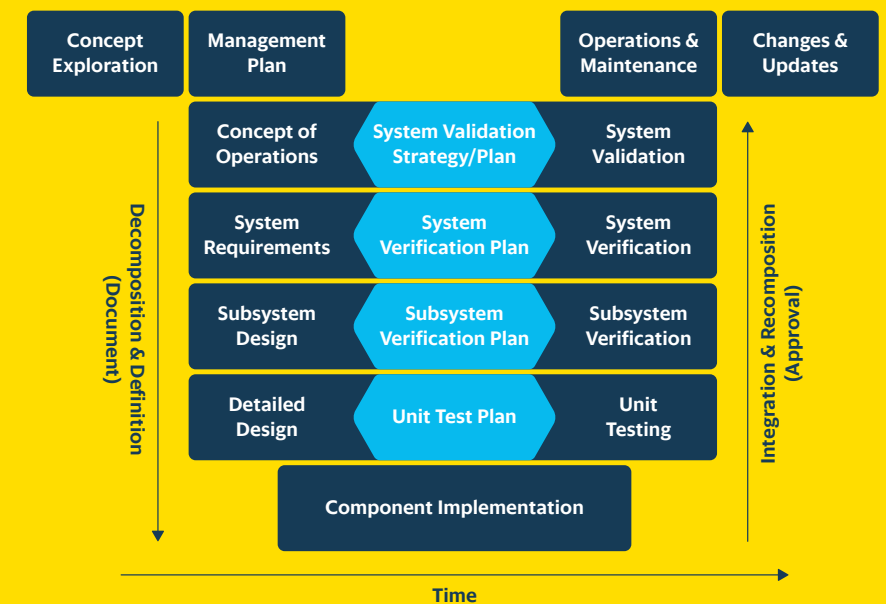 Concept
Exploration
Management
Plan
Operations &
Maintenance
Changes &
Updates
Concept of
Operations
System Validation
Strategy/Plan
System
Validation
System
Requirements
System
Verification Plan
System
Verification
Subsystem
Design
Subsystem
Verification Plan
Subsystem
Verification
Detailed
Design
Unit Test Plan
Unit
Testing
Component Implementation
Decomposition & Definition
(Document)
Integration & Recomposition
(Approval)
Time